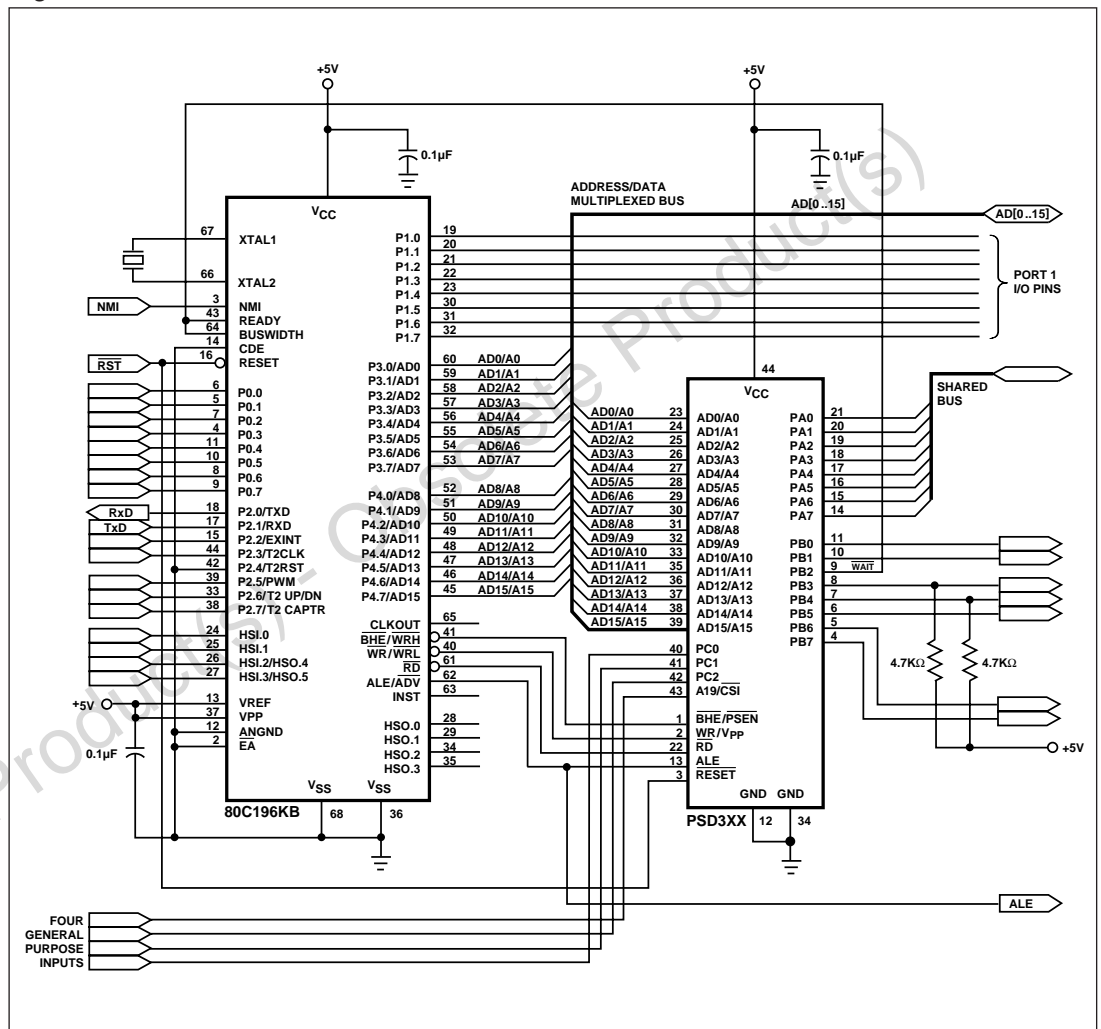 +5V
+5V
0.1µF
0.1µF
ADDRESS/DATA
MULTIPLEXED BUS
AD[0..15]
AD[0..15]
VCC
67 XTAL1
66 XTAL2
NMI 3 NMI
43 READY
64 BUSWIDTH
14 CDE
RST 16 RESET
6 P0.0
5 P0.1
7 P0.2
4 P0.3
11 P0.4
10 P0.5
8 P0.6
9 P0.7
RxD 18 P2.0/TXD
TxD 17 P2.1/RXD
15 P2.2/EXINT
44 P2.3/T2CLK
42 P2.4/T2RST
39 P2.5/PWM
33 P2.6/T2 UP/DN
38 P2.7/T2 CAPTR
24 HSI.0
25 HSI.1
26 HSI.2/HSO.4
27 HSI.3/HSO.5
+5V 13 VREF
37 VPP
12 ANGND
2 EA
0.1µF
VSS VSS
80C196KB 68 36
P1.0 19
P1.1 20
P1.2 21
P1.3 22
P1.4 23
P1.5 30
P1.6 31
P1.7 32
PORT 1
I/O PINS
P3.0/AD0 60 AD0/A0
P3.1/AD1 59 AD1/A1
P3.2/AD2 58 AD2/A2
P3.3/AD3 57 AD3/A3
P3.4/AD4 56 AD4/A4
P3.5/AD5 55 AD5/A5
P3.6/AD6 54 AD6/A6
P3.7/AD7 53 AD7/A7
P4.0/AD8 52 AD8/A8
P4.1/AD9 51 AD9/A9
P4.2/AD10 50 AD10/A10
P4.3/AD11 49 AD11/A11
P4.4/AD12 48 AD12/A12
P4.5/AD13 47 AD13/A13
P4.6/AD14 46 AD14/A14
P4.7/AD15 45 AD15/A15
CLKOUT 65
BHE/WRH 41
WR/WRL 40
RD 61
ALE/ADV 62
INST 63
HSO.0 28
HSO.1 29
HSO.2 34
HSO.3 35
44
VCC
AD0/A0 23 AD0/A0
AD1/A1 24 AD1/A1
AD2/A2 25 AD2/A2
AD3/A3 26 AD3/A3
AD4/A4 27 AD4/A4
AD5/A5 28 AD5/A5
AD6/A6 29 AD6/A6
AD7/A7 30 AD7/A7
AD8/A8 31 AD8/A8
AD9/A9 32 AD9/A9
AD10/A10 33 AD10/A10
AD11/A11 35 AD11/A11
AD12/A12 36 AD12/A12
AD13/A13 37 AD13/A13
AD14/A14 38 AD14/A14
AD15/A15 39 AD15/A15
40 PC0
41 PC1
42 PC2
43 A19/CSI
1 BHE/PSEN
2 WR/VPP
22 RD
13 ALE
3 RESET
GND GND
PSD3XX 12 34
PA0 21
PA1 20
PA2 19
PA3 18
PA4 17
PA5 16
PA6 15
PA7 14
SHARED
BUS
PB0 11
PB1 10
PB2 9 WAIT
PB3 8
PB4 7
PB5 6
PB6 5
PB7 4
4.7KΩ 4.7KΩ
+5V
ALE
FOUR
GENERAL
PURPOSE
INPUTS
Product(s) - Obsolete Product(s)